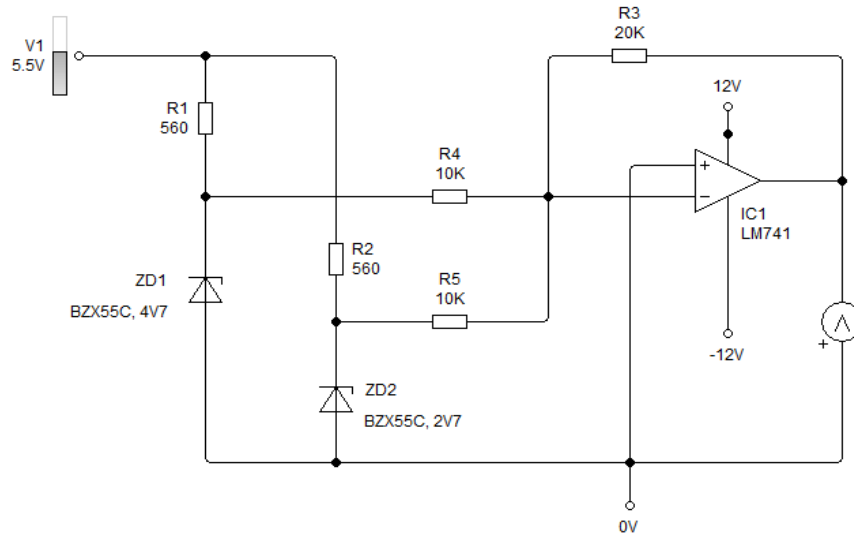 V1
5.5V
R1
560
R3
20K
12V
R4
10K
+
−
IC1
LM741
R2
560
R5
10K
ZD1
BZX55C, 4V7
-12V
+
ZD2
BZX55C, 2V7
0V